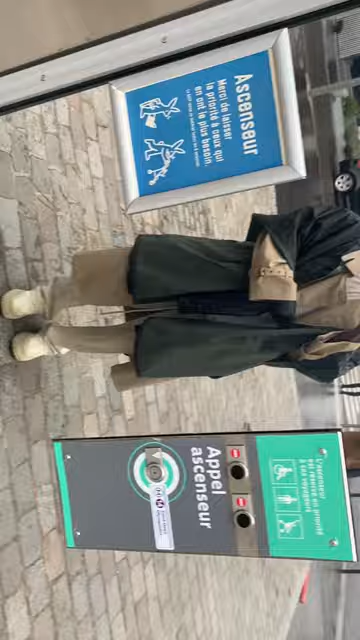 Ascenseur
Merci de laisser
la priorité à ceux qui
en ont le plus besoin.
L'ascenseur
est réservé en priorité
à ces voyageurs
Appel
ascenseur